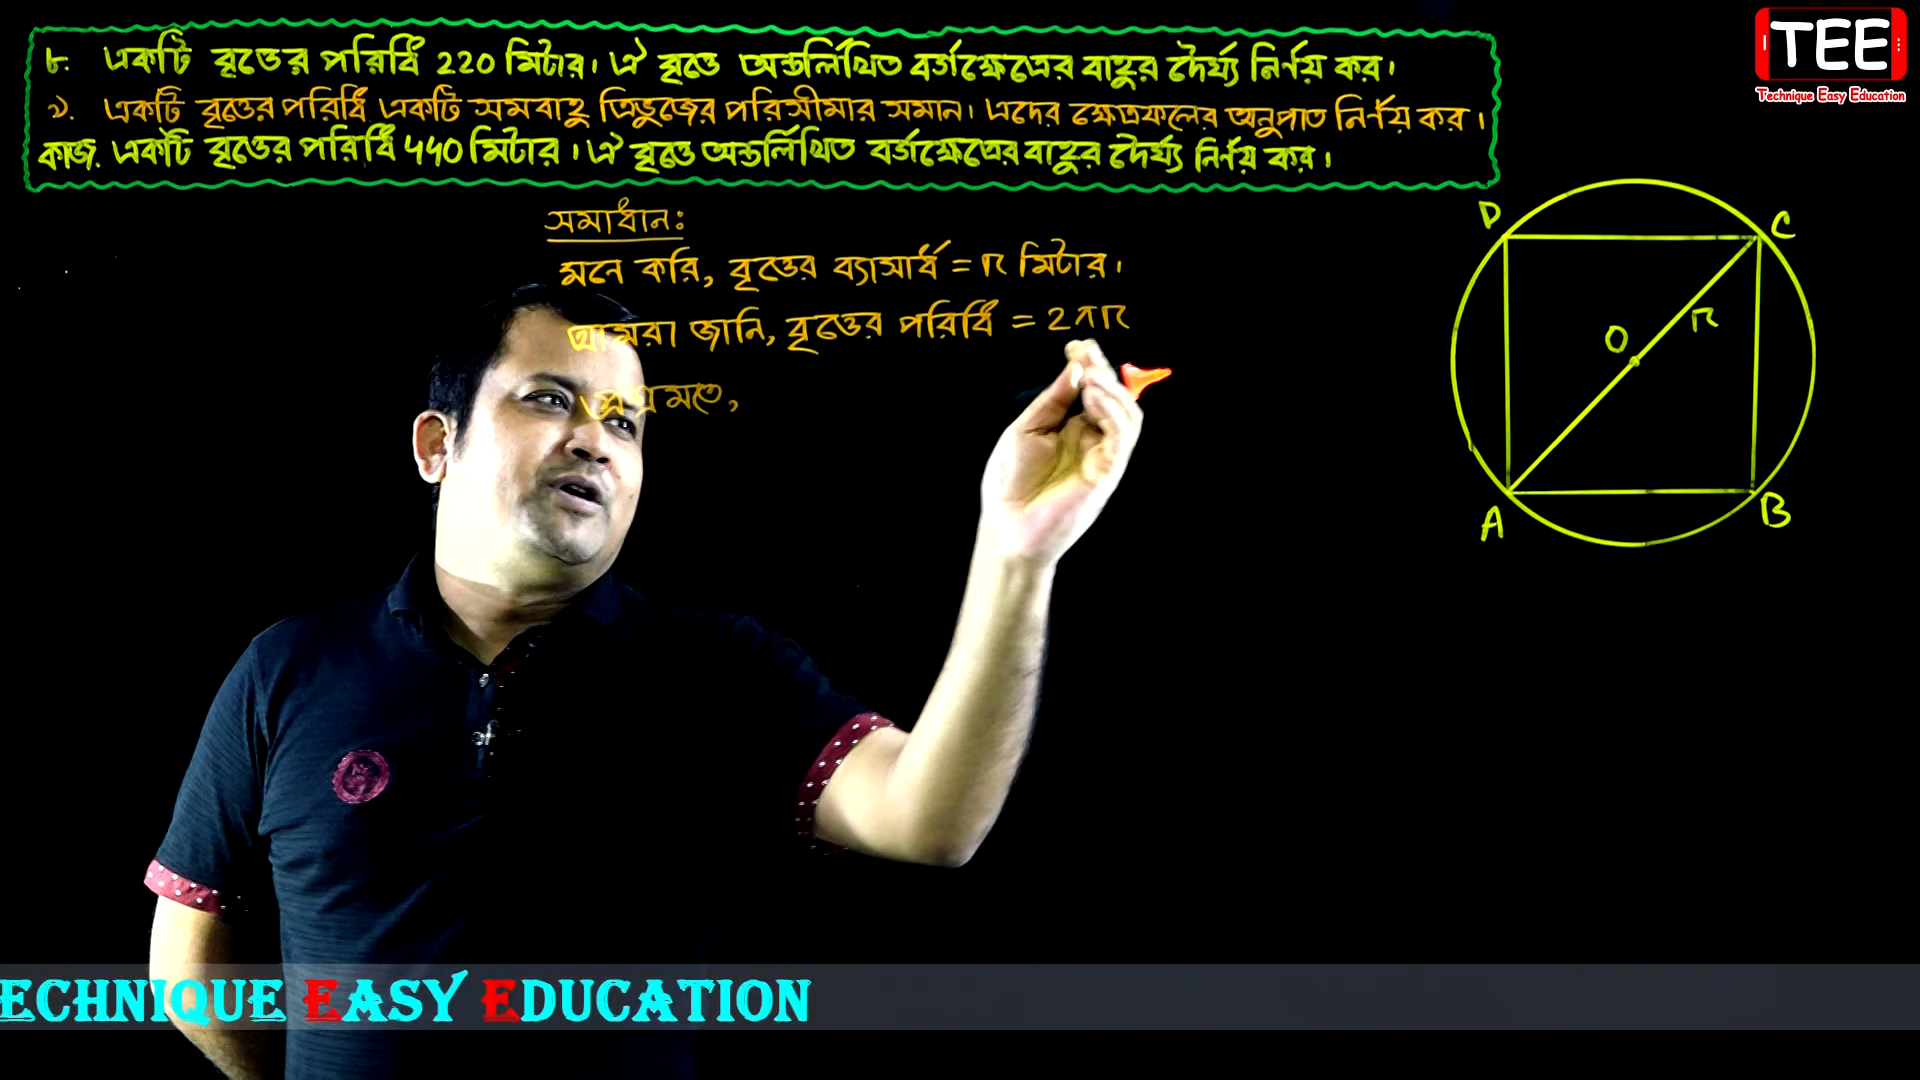 ৮. একটি বৃত্তের পরিধি 220 মিটার। ঐ বৃত্তে অন্তর্লিখিত বর্গক্ষেত্রের বাহুর দৈর্ঘ্য নির্ণয় কর।
৯. একটি বৃত্তের পরিধি একটি সমবাহু ত্রিভুজের পরিসীমার সমান। এদের ক্ষেত্রফলের অনুপাত নির্ণয় কর।
কাজ. একটি বৃত্তের পরিধি 440 মিটার। ঐ বৃত্তে অন্তর্লিখিত বর্গক্ষেত্রের বাহুর দৈর্ঘ্য নির্ণয় কর।
TEE
Technique Easy Education
সমাধান:
মনে করি, বৃত্তের ব্যাসার্ধ = r মিটার।
আমরা জানি, বৃত্তের পরিধি = 2πr
প্রশ্নমতে,
D
C
O
r
A
B
ECHNIQUE EASY EDUCATION